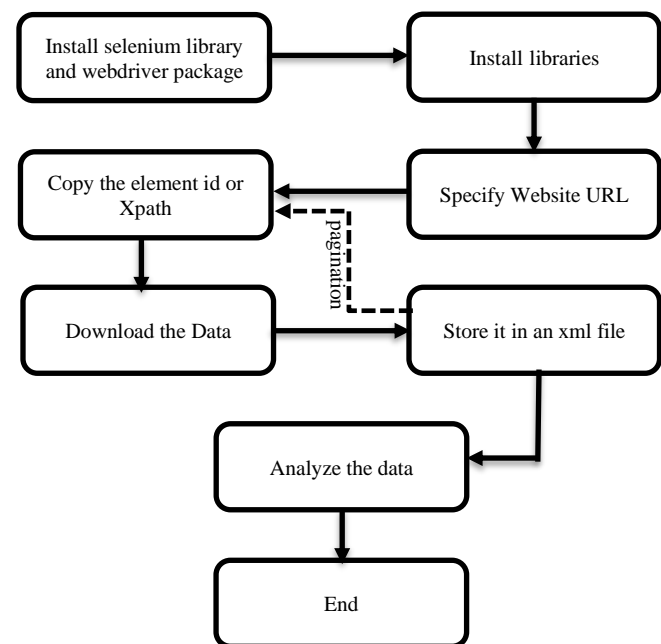 Install selenium library
and webdriver package
Install libraries
Specify Website URL
Copy the element id or
Xpath
pagination
Download the Data
Store it in an xml file
Analyze the data
End